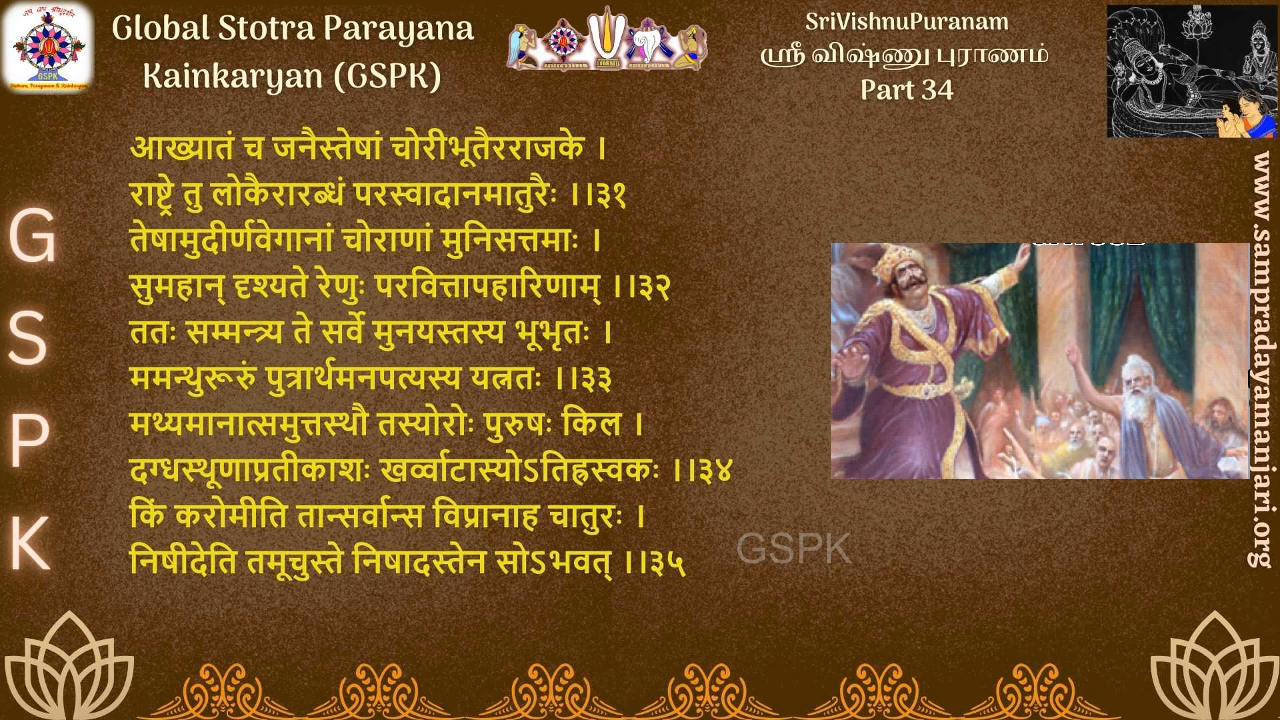 Global Stotra Parayana
Kainkaryan (GSPK)
SriVishnuPuranam
ஸ்ரீ விஷ்ணு புராணம்
Part 34
GSPK
आख्यातं च जनैस्तेषां चोरीभूतैरराजके ।
राष्ट्रे तु लोकैरारब्धं परस्वादानमातुरैः ।।३१
तेषामुदीर्णवेगानां चोराणां मुनिसत्तमाः ।
सुमहान् दृश्यते रेणुः परवित्तापहारिणाम् ।।३२
ततः सम्मन्त्र्य ते सर्वे मुनयस्तस्य भूभृतः ।
ममन्थुरूरुं पुत्रार्थमनपत्यस्य यत्नतः ।।३३
मथ्यमानात्समुत्तस्थौ तस्योरोः पुरुषः किल ।
दग्धस्थूणाप्रतीकाशः खर्व्वाटास्योऽतिह्रस्वकः ।।३४
किं करोमीति तान्सर्वान्स विप्रानाह चातुरः ।
निषीदेति तमूचुस्ते निषादस्तेन सोऽभवत् ।।३५
G
S
P
K
GSPK
www.sampradayamanjari.org